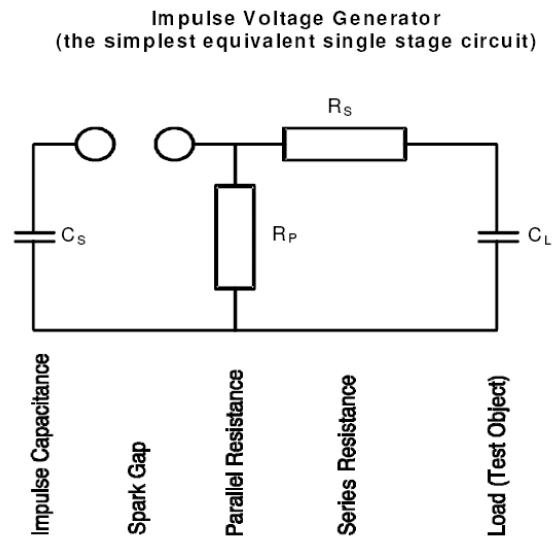 Impulse Voltage Generator
(the simplest equivalent single stage circuit)
RS
CS
RP
CL
Impulse Capacitance
Spark Gap
Parallel Resistance
Series Resistance
Load (Test Object)